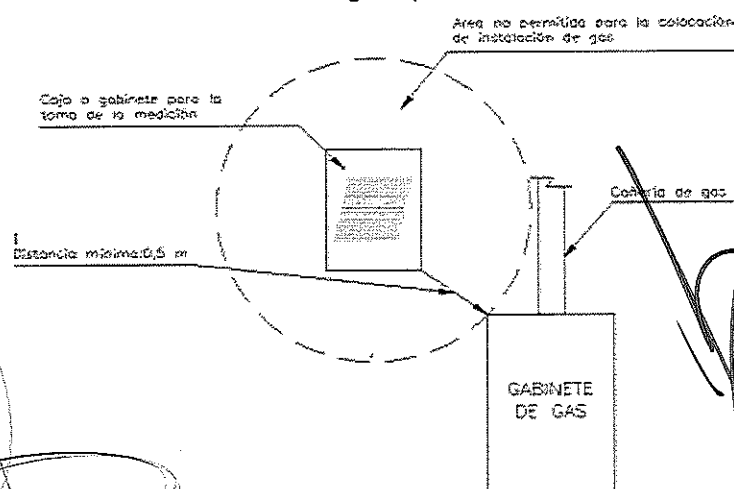 Area no permitida para la colocación
de instalación de gas
Caja o gabinete para la
toma de la medición
Cañería de gas
Distancia mínima:0,5 m
GABINETE
DE GAS